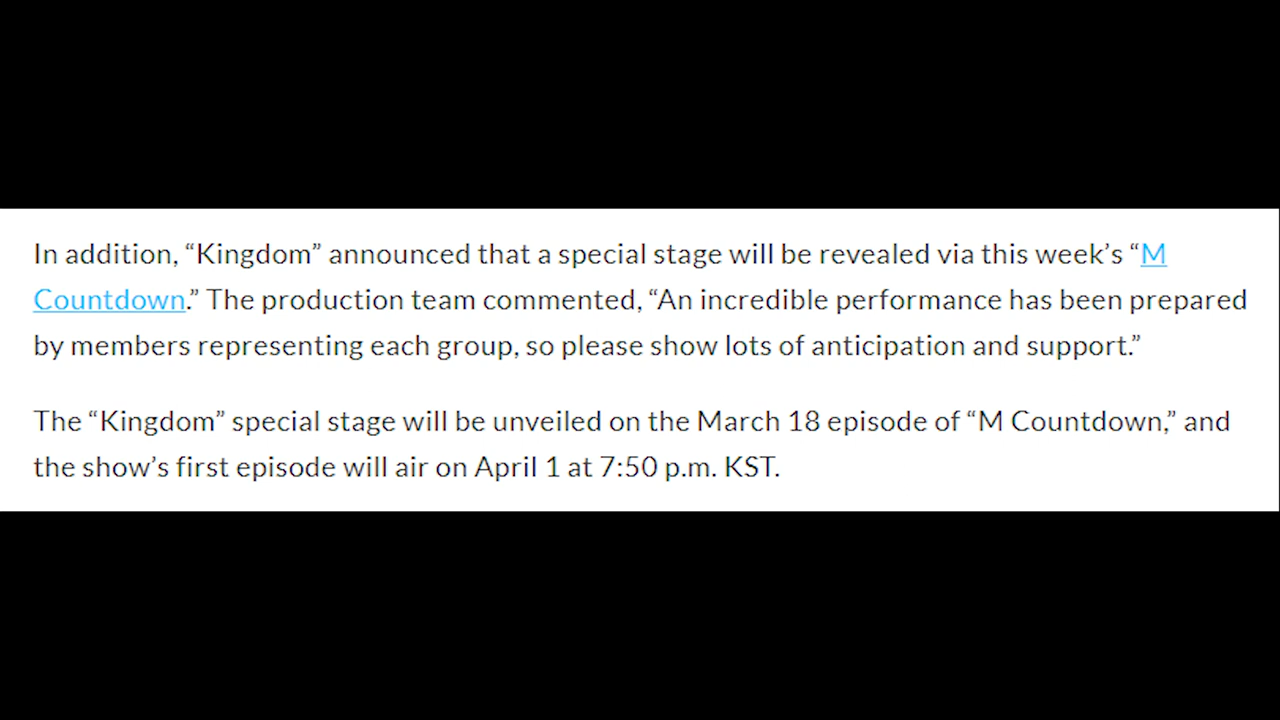 In addition, “Kingdom” announced that a special stage will be revealed via this week’s “M
Countdown.” The production team commented, “An incredible performance has been prepared
by members representing each group, so please show lots of anticipation and support.”
The “Kingdom” special stage will be unveiled on the March 18 episode of “M Countdown,” and
the show’s first episode will air on April 1 at 7:50 p.m. KST.